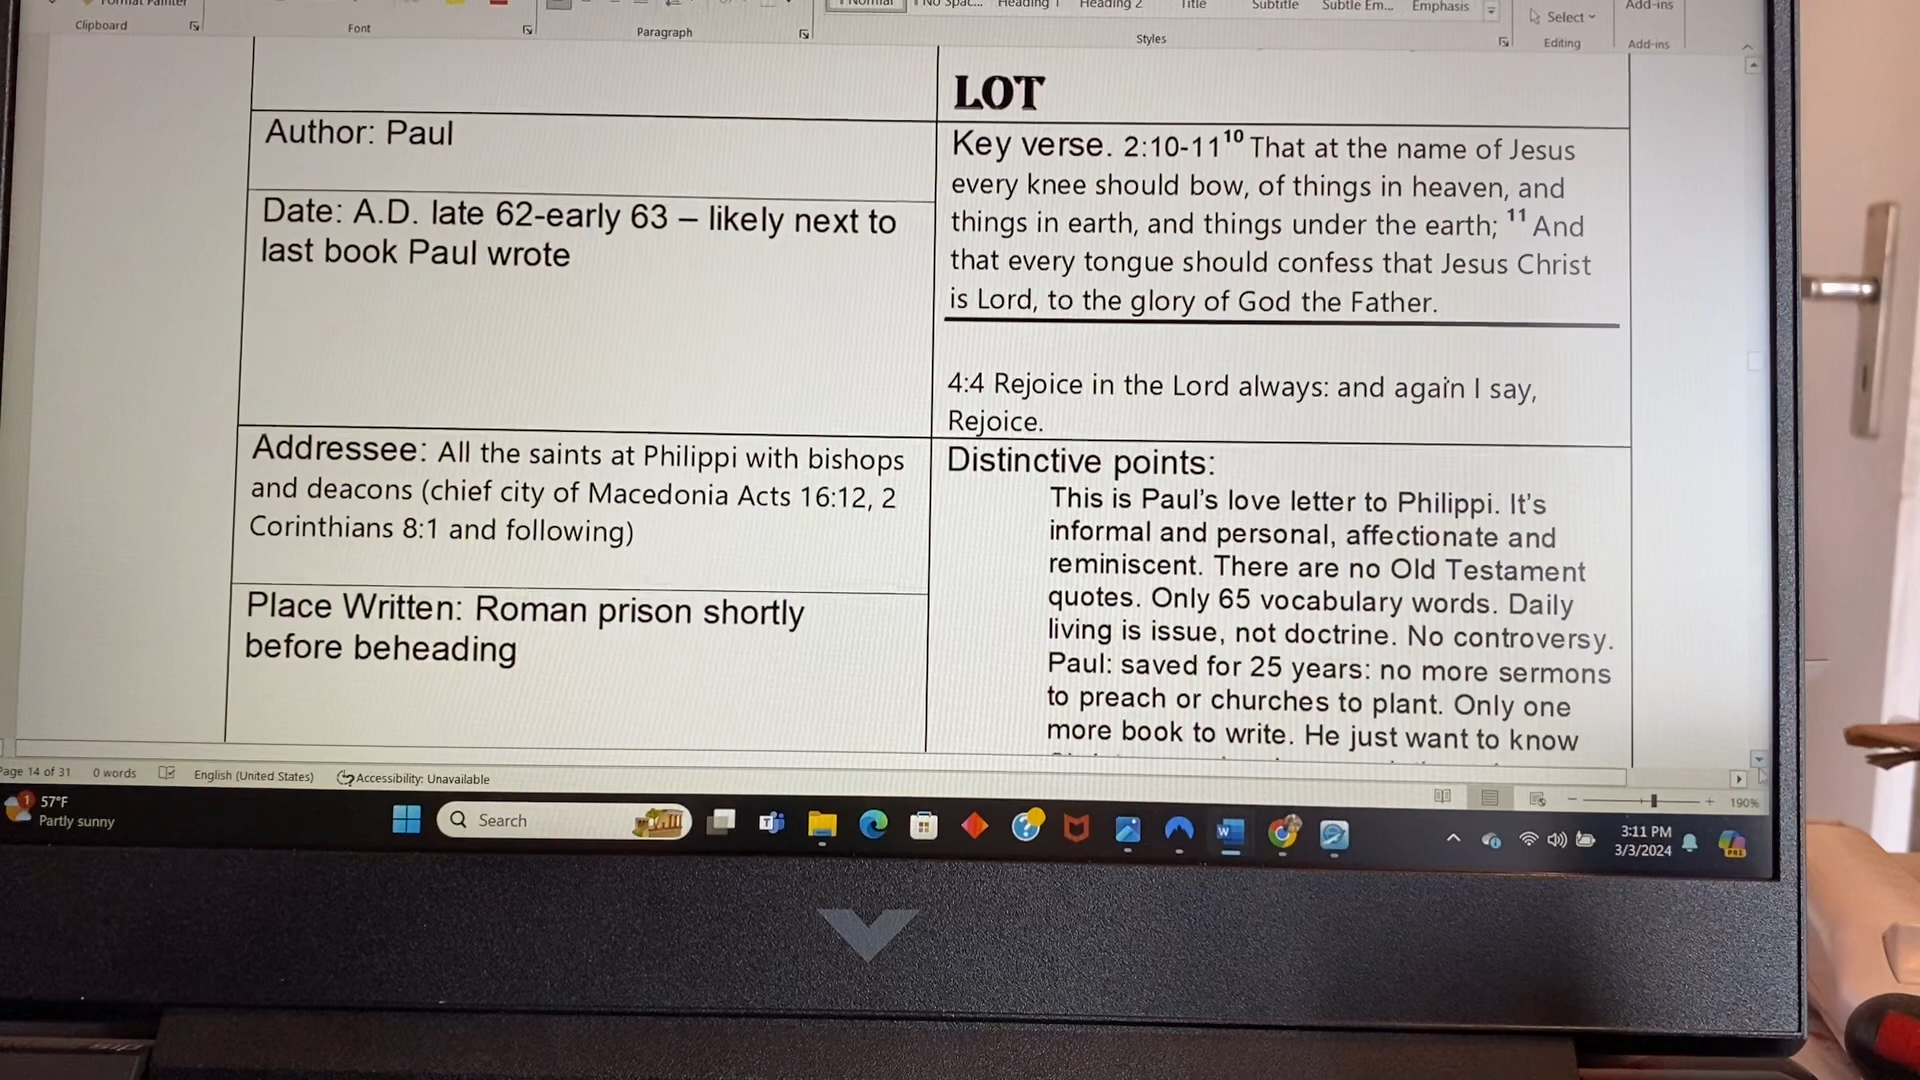 Format Painter
Normal
No Spac...
Heading 1
Heading 2
Title
Subtitle
Subtle Em...
Emphasis
Select
Add-ins
Clipboard
Font
Paragraph
Styles
Editing
Add-ins
LOT
Author: Paul
Date: A.D. late 62-early 63 – likely next to
last book Paul wrote
Key verse. 2:10-11¹⁰ That at the name of Jesus
every knee should bow, of things in heaven, and
things in earth, and things under the earth; ¹¹ And
that every tongue should confess that Jesus Christ
is Lord, to the glory of God the Father.
4:4 Rejoice in the Lord always: and again I say,
Rejoice.
Addressee: All the saints at Philippi with bishops
and deacons (chief city of Macedonia Acts 16:12, 2
Corinthians 8:1 and following)
Place Written: Roman prison shortly
before beheading
Distinctive points:
This is Paul's love letter to Philippi. It's
informal and personal, affectionate and
reminiscent. There are no Old Testament
quotes. Only 65 vocabulary words. Daily
living is issue, not doctrine. No controversy.
Paul: saved for 25 years: no more sermons
to preach or churches to plant. Only one
more book to write. He just want to know
Page 14 of 31
0 words
English (United States)
Accessibility: Unavailable
190%
1
57°F
Partly sunny
Search
3:11 PM
3/3/2024